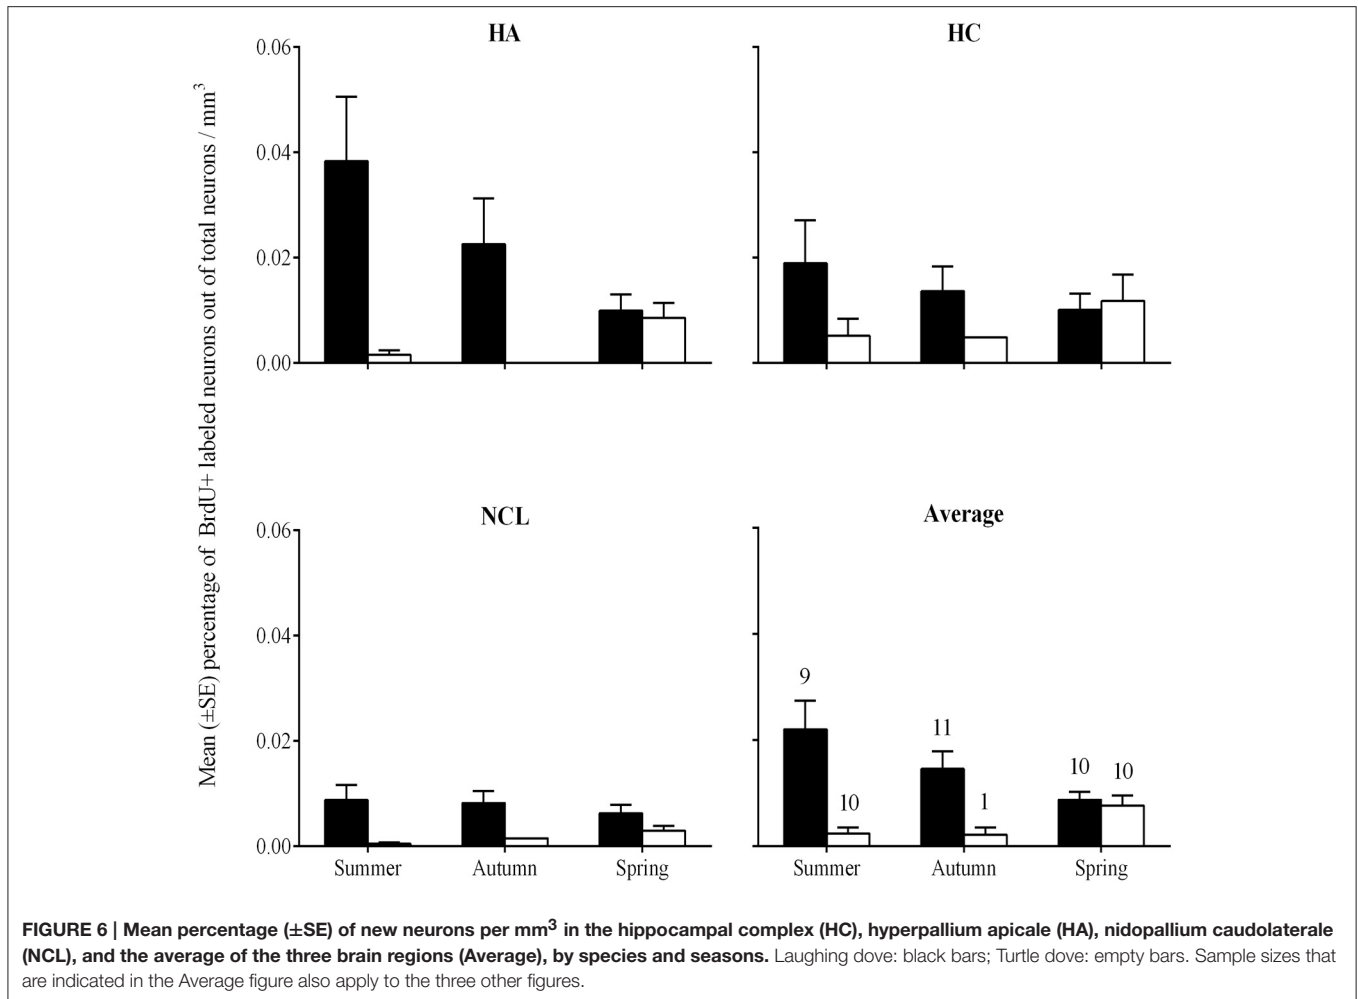 HA
HC
0.06
0.04
0.02
0.00
Mean (±SE) percentage of BrdU+ labeled neurons out of total neurons / mm3
NCL
Average
0.06
0.04
0.02
0.00
9
10
11
1
10
10
Summer
Autumn
Spring
Summer
Autumn
Spring
FIGURE 6 | Mean percentage (±SE) of new neurons per mm3 in the hippocampal complex (HC), hyperpallium apicale (HA), nidopallium caudolaterale
(NCL), and the average of the three brain regions (Average), by species and seasons. Laughing dove: black bars; Turtle dove: empty bars. Sample sizes that
are indicated in the Average figure also apply to the three other figures.